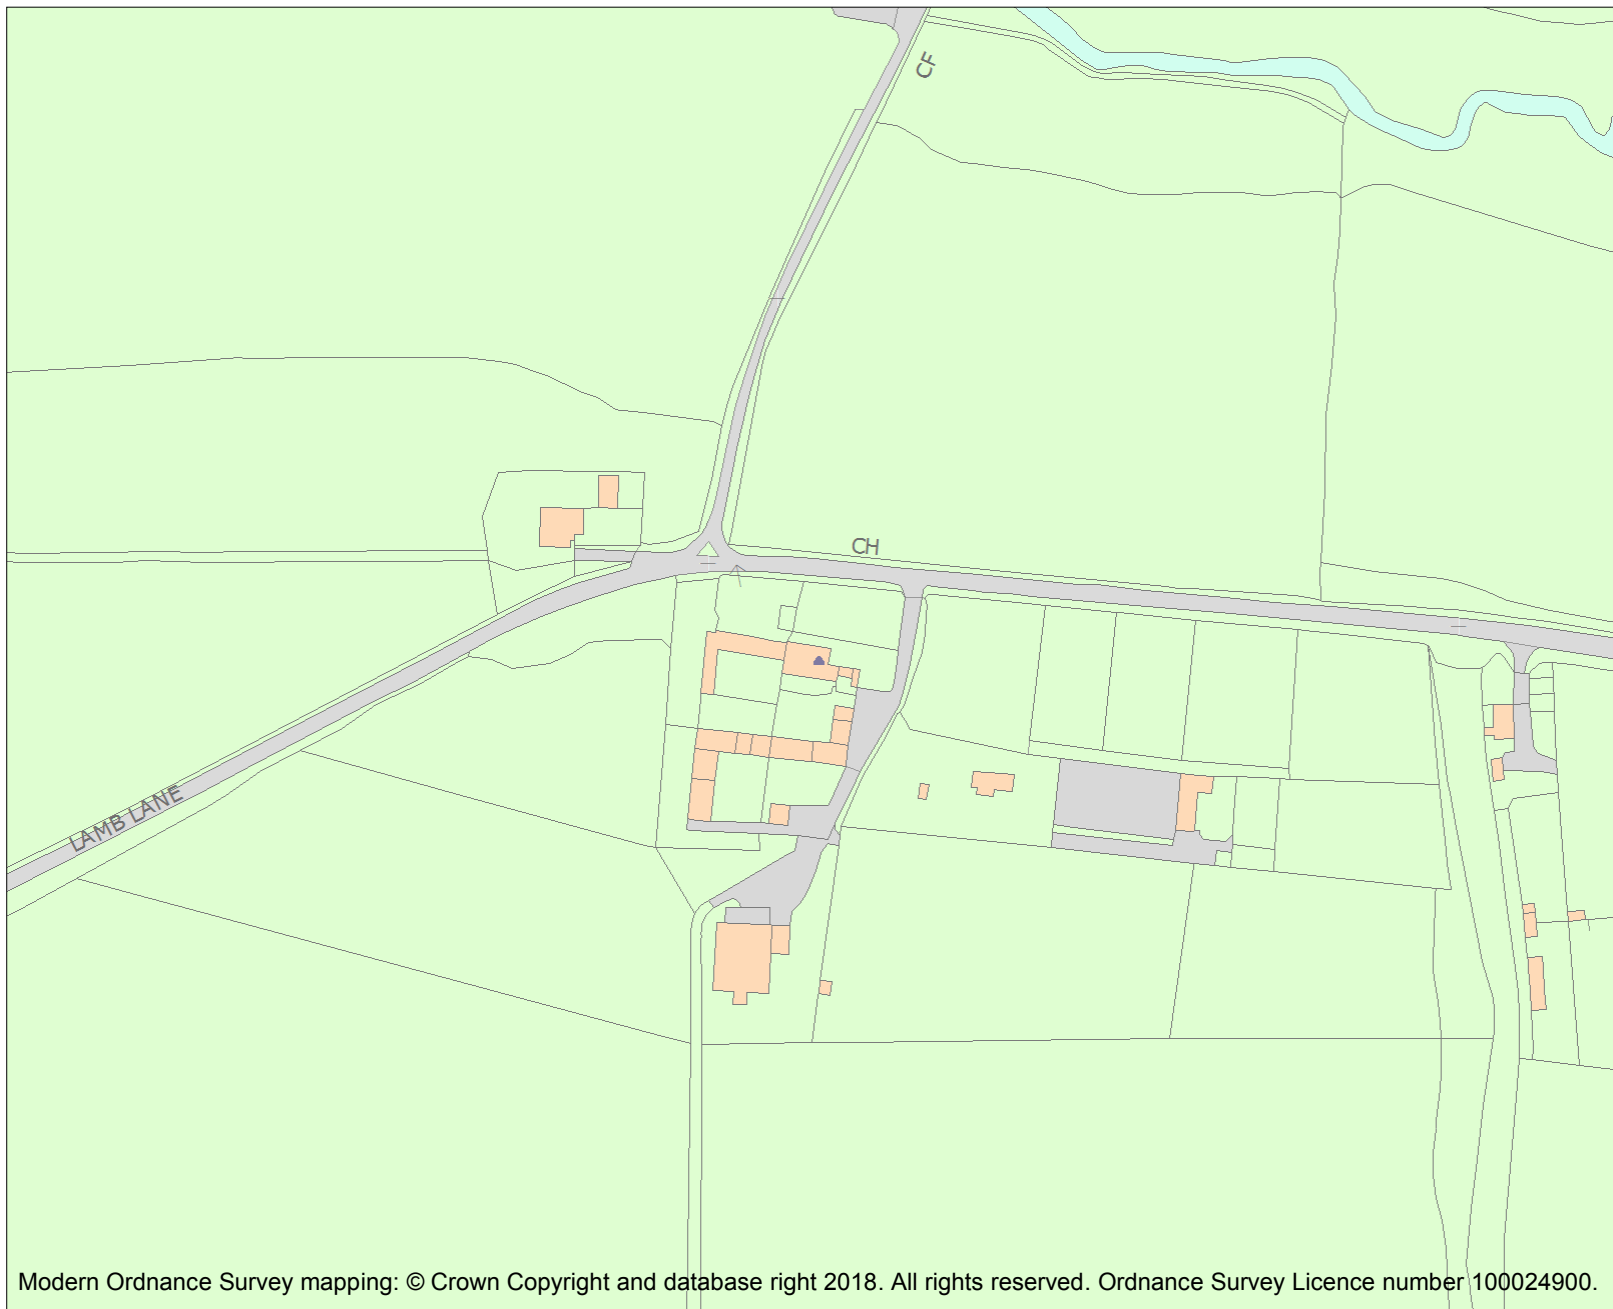 CF
CH
LAMB LANE
Modern Ordnance Survey mapping: © Crown Copyright and database right 2018. All rights reserved. Ordnance Survey Licence number 100024900.